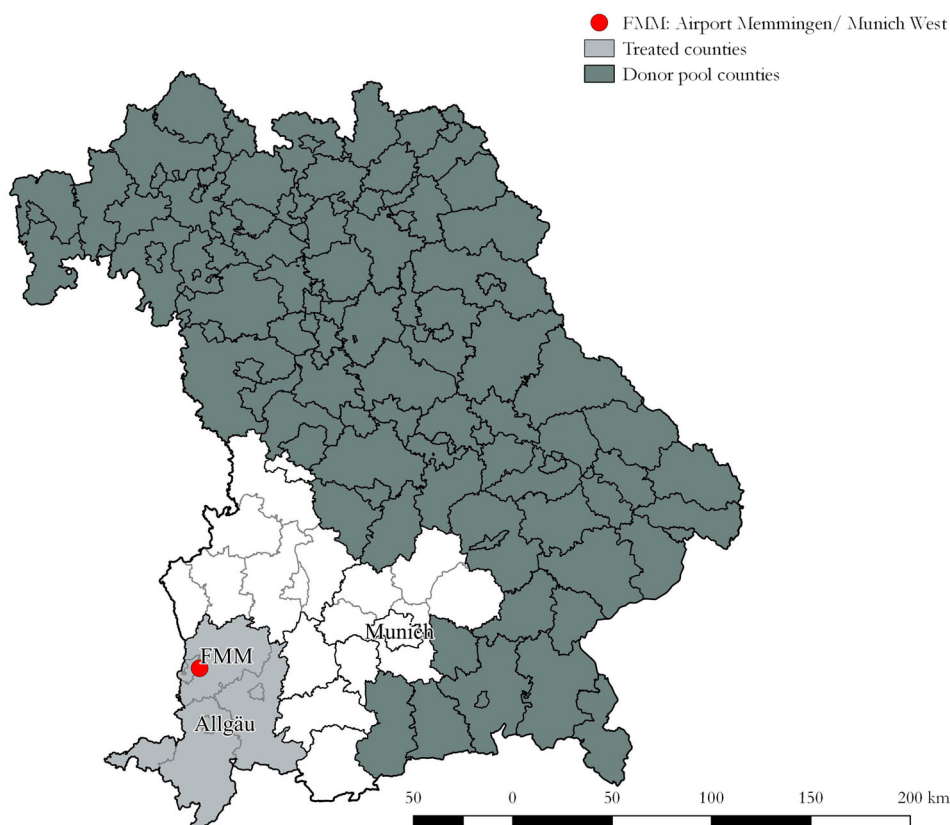 FMM: Airport Memmingen/ Munich West
Treated counties
Donor pool counties
Munich
FMM
Allgäu
50 0 50 100 150 200 km